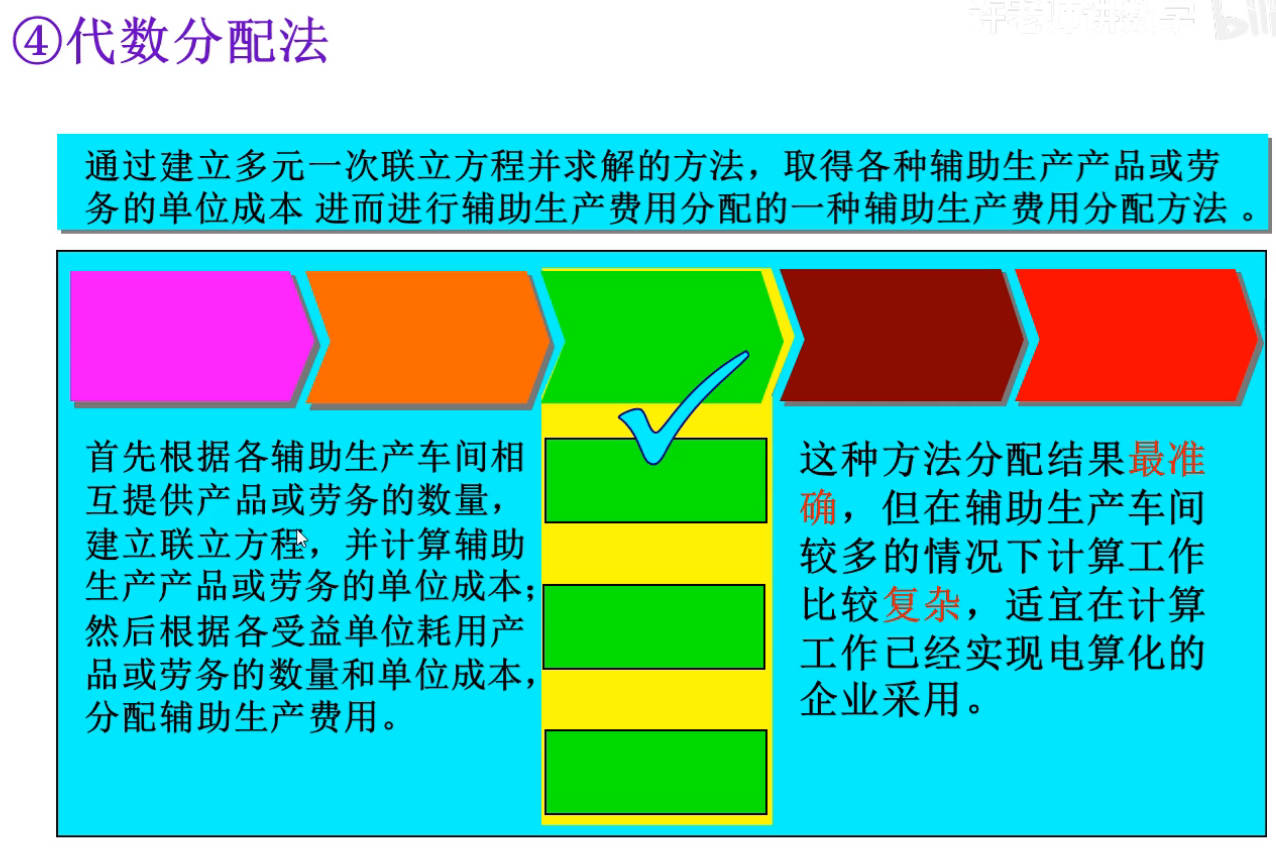 ④代数分配法
许老师讲数字 bili
通过建立多元一次联立方程并求解的方法，取得各种辅助生产产品或劳
务的单位成本 进而进行辅助生产费用分配的一种辅助生产费用分配方法 。
首先根据各辅助生产车间相
互提供产品或劳务的数量，
建立联立方程，并计算辅助
生产产品或劳务的单位成本；
然后根据各受益单位耗用产
品或劳务的数量和单位成本，
分配辅助生产费用。
这种方法分配结果最准
确，但在辅助生产车间
较多的情况下计算工作
比较复杂，适宜在计算
工作已经实现电算化的
企业采用。